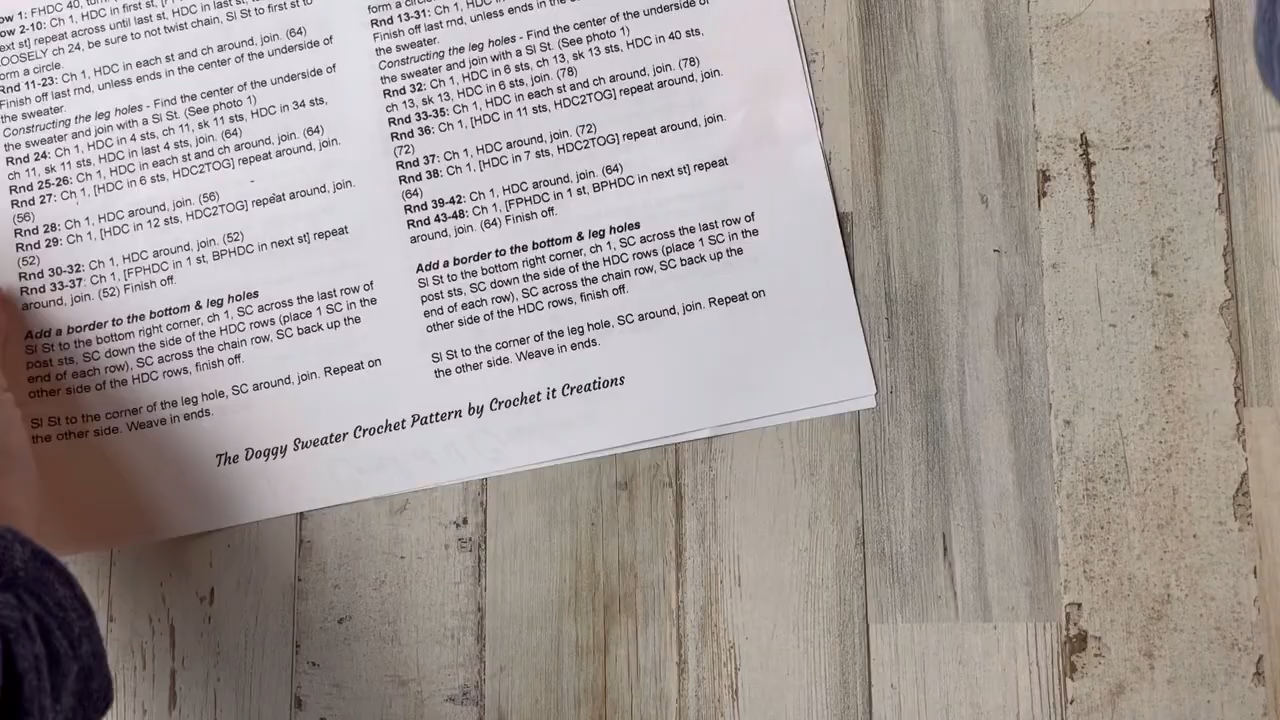 Row 1: FHDC 40, turn.
Row 2-10: Ch 1, HDC in first st,
next st] repeat across until last st, HDC in last st,
LOOSELY ch 24, be sure to not twist chain, Sl St to first st to
form a circle.
Rnd 11-23: Ch 1, HDC in each st and ch around, join. (64)
Finish off last rnd, unless ends in the center of the underside of
the sweater.
Constructing the leg holes - Find the center of the underside of
the sweater and join with a Sl St. (See photo 1)
Rnd 24: Ch 1, HDC in 4 sts, ch 11, sk 11 sts, HDC in 34 sts,
ch 11, sk 11 sts, HDC in last 4 sts, join. (64)
Rnd 25-26: Ch 1, HDC in each st and ch around, join. (64)
Rnd 27: Ch 1, [HDC in 6 sts, HDC2TOG] repeat around, join.
(56)
Rnd 28: Ch 1, HDC around, join. (56)
Rnd 29: Ch 1, [HDC in 12 sts, HDC2TOG] repeat around, join.
(52)
Rnd 30-32: Ch 1, HDC around, join. (52)
Rnd 33-37: Ch 1, [FPHDC in 1 st, BPHDC in next st] repeat
around, join. (52) Finish off.
Add a border to the bottom & leg holes
Sl St to the bottom right corner, ch 1, SC across the last row of
post sts, SC down the side of the HDC rows (place 1 SC in the
end of each row), SC across the chain row, SC back up the
other side of the HDC rows, finish off.
Sl St to the corner of the leg hole, SC around, join. Repeat on
the other side. Weave in ends.
form a circle.
Rnd 13-31: Ch 1, HDC in
Finish off last rnd, unless ends in the
the sweater.
Constructing the leg holes - Find the center of the underside of
the sweater and join with a Sl St. (See photo 1)
Rnd 32: Ch 1, HDC in 6 sts, ch 13, sk 13 sts, HDC in 40 sts,
ch 13, sk 13, HDC in 6 sts, join. (78)
Rnd 33-35: Ch 1, HDC in each st and ch around, join. (78)
Rnd 36: Ch 1, [HDC in 11 sts, HDC2TOG] repeat around, join.
(72)
Rnd 37: Ch 1, HDC around, join. (72)
Rnd 38: Ch 1, [HDC in 7 sts, HDC2TOG] repeat around, join.
(64)
Rnd 39-42: Ch 1, HDC around, join. (64)
Rnd 43-48: Ch 1, [FPHDC in 1 st, BPHDC in next st] repeat
around, join. (64) Finish off.
Add a border to the bottom & leg holes
Sl St to the bottom right corner, ch 1, SC across the last row of
post sts, SC down the side of the HDC rows (place 1 SC in the
end of each row), SC across the chain row, SC back up the
other side of the HDC rows, finish off.
Sl St to the corner of the leg hole, SC around, join. Repeat on
the other side. Weave in ends.
The Doggy Sweater Crochet Pattern by Crochet it Creations